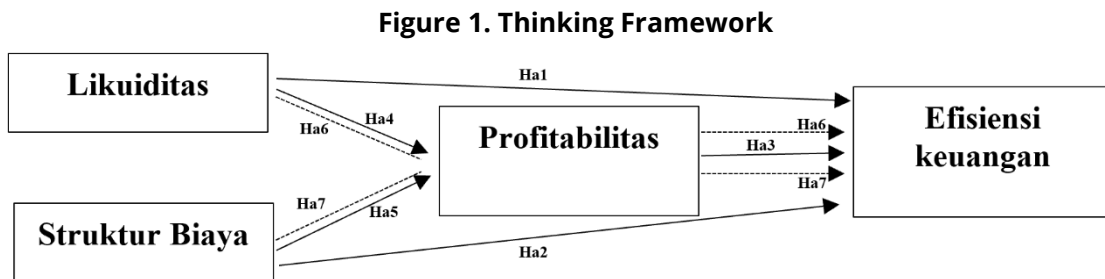 Figure 1. Thinking Framework
Likuiditas
Ha1
Ha4
Ha6
Profitabilitas
Ha6
Ha3
Ha7
Efisiensi
keuangan
Ha7
Ha5
Struktur Biaya
Ha2